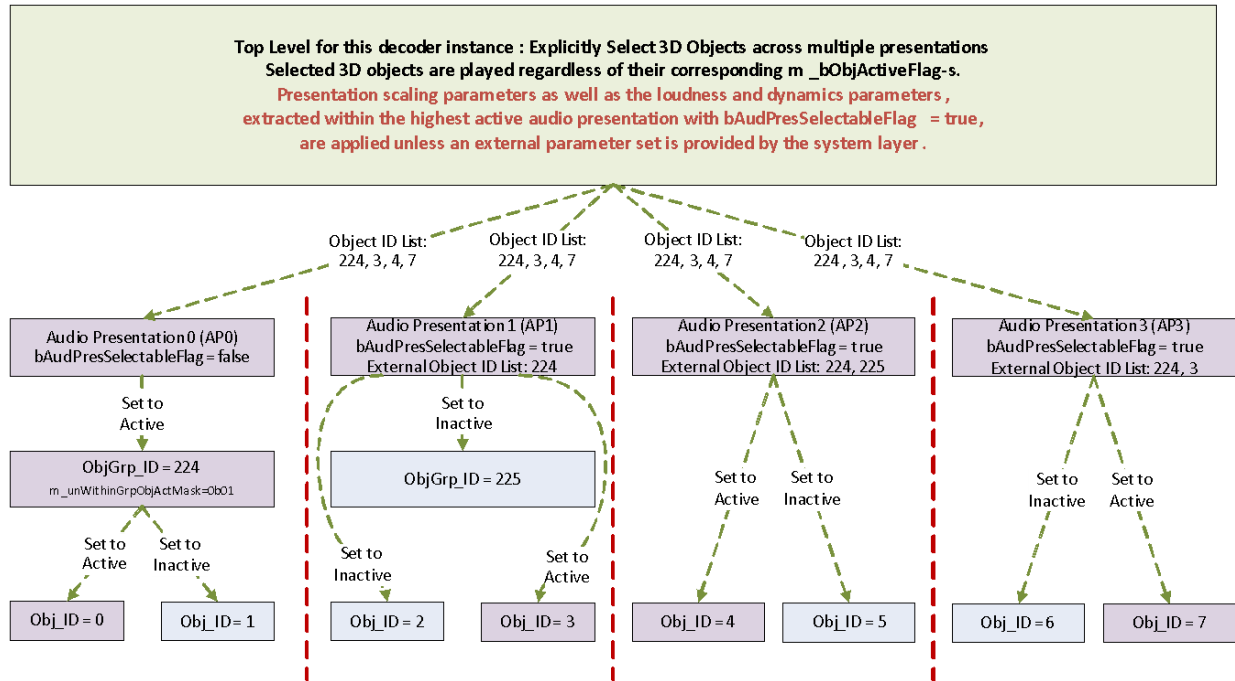 Top Level for this decoder instance : Explicitly Select 3D Objects across multiple presentations
Selected 3D objects are played regardless of their corresponding m _bObjActiveFlag-s.
Presentation scaling parameters as well as the loudness and dynamics parameters ,
extracted within the highest active audio presentation with bAudPresSelectableFlag = true,
are applied unless an external parameter set is provided by the system layer .
Object ID List:
224, 3, 4, 7
Object ID List:
224, 3, 4, 7
Object ID List:
224, 3, 4, 7
Object ID List:
224, 3, 4, 7
Audio Presentation 0 (AP0)
bAudPresSelectableFlag = false
Audio Presentation 1 (AP1)
bAudPresSelectableFlag = true
External Object ID List: 224
Audio Presentation 2 (AP2)
bAudPresSelectableFlag = true
External Object ID List: 224, 225
Audio Presentation 3 (AP3)
bAudPresSelectableFlag = true
External Object ID List: 224, 3
Set to
Active
Set to
Inactive
ObjGrp_ID = 224
m _unWithinGrpObjActMask=0b01
ObjGrp_ID = 225
Set to
Active
Set to
Inactive
Set to
Inactive
Set to
Active
Set to
Active
Set to
Inactive
Set to
Inactive
Set to
Active
Obj_ID = 0
Obj_ID = 1
Obj_ID = 2
Obj_ID = 3
Obj_ID = 4
Obj_ID = 5
Obj_ID = 6
Obj_ID = 7